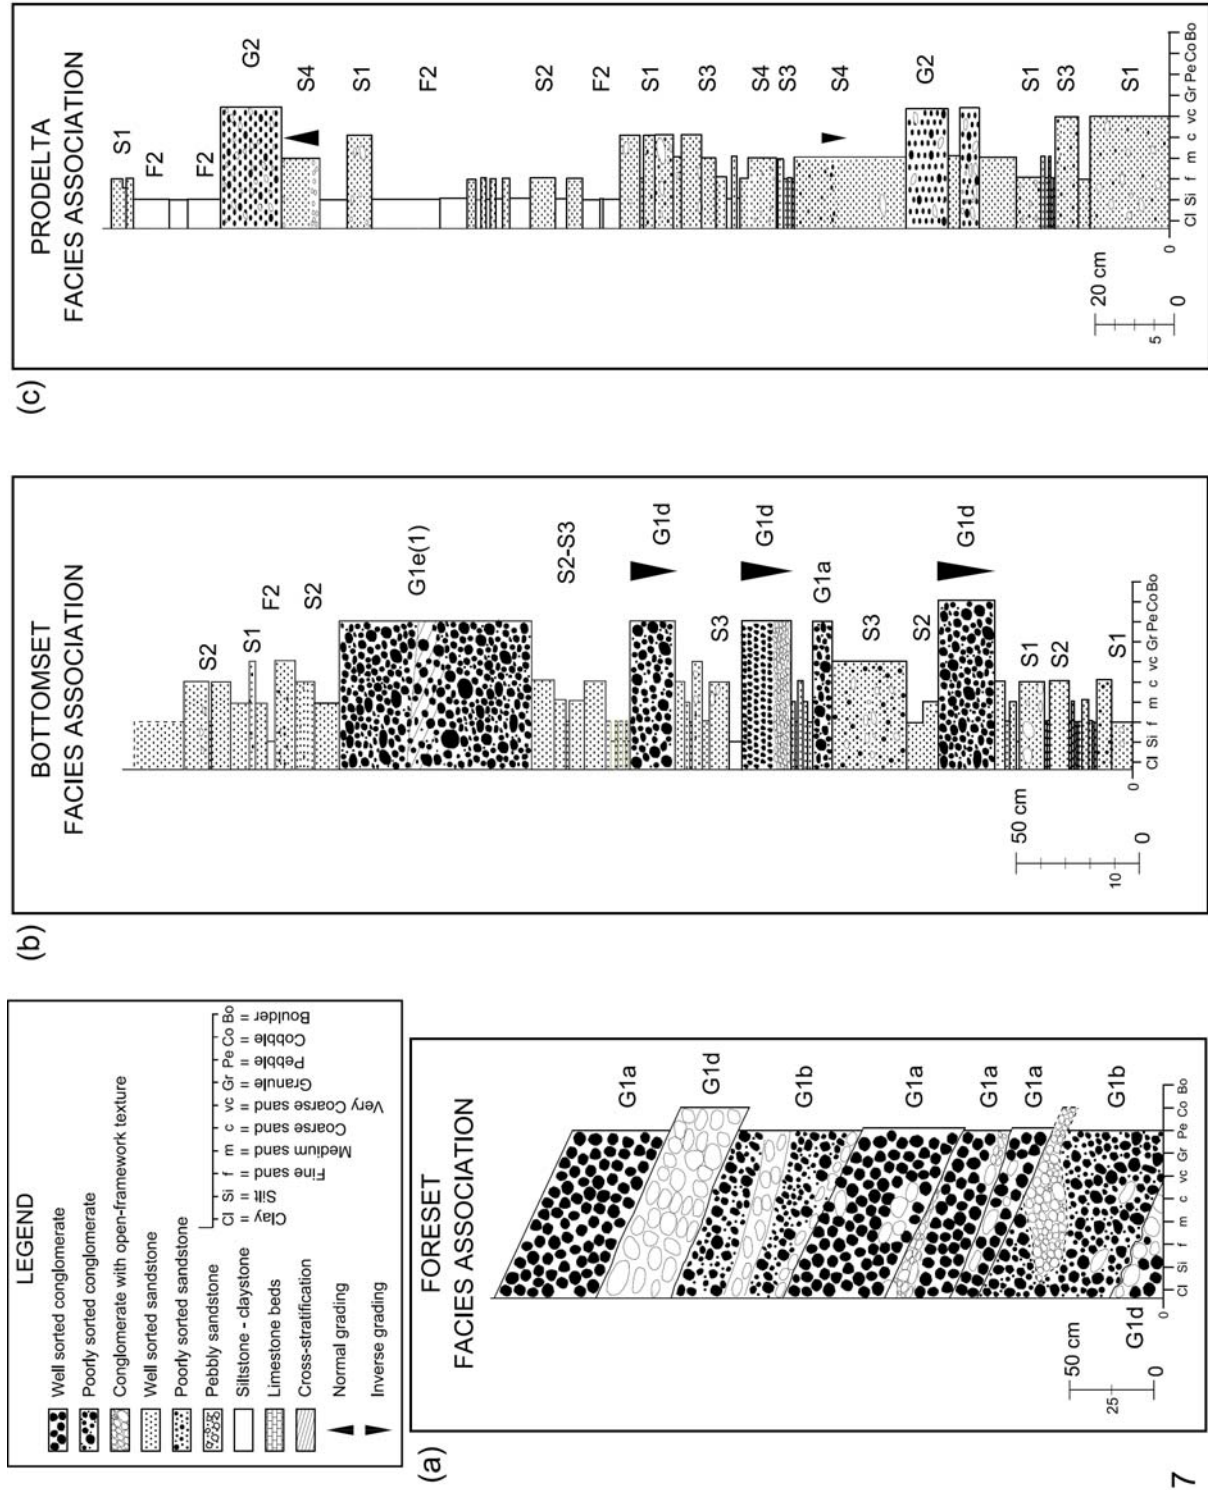 LEGEND
Well sorted conglomerate
Poorly sorted conglomerate
Conglomerate with open-framework texture
Well sorted sandstone
Poorly sorted sandstone
Pebbly sandstone
Siltstone - claystone
Limestone beds
Cross-stratification
Normal grading
Inverse grading
Cl Si f m c vc Gr Pe Co Bo
Cl = Clay
Si = Silt
f = Fine sand
m = Medium sand
c = Coarse sand
vc = Very Coarse sand
Gr = Granule
Pe = Pebble
Co = Cobble
Bo = Boulder
(a)
FORESET
FACIES ASSOCIATION
G1a
G1d
G1b
G1a
G1a
G1a
G1b
G1d
Cl Si f m c vc Gr Pe Co Bo
0
50 cm
25
0
(b)
BOTTOMSET
FACIES ASSOCIATION
S2
S1
F2
S2
G1e(1)
S2-S3
G1d
S3
G1d
G1a
S3
S2
G1d
S1
S2
S1
Cl Si f m c vc Gr Pe Co Bo
0
50 cm
10
0
(c)
PRODELTA
FACIES ASSOCIATION
S1
F2
F2
G2
S4
S1
F2
S2
F2
S1
S3
S4
S3
S4
G2
S1
S3
S1
Cl Si f m c vc Gr Pe Co Bo
0
20 cm
5
0
7